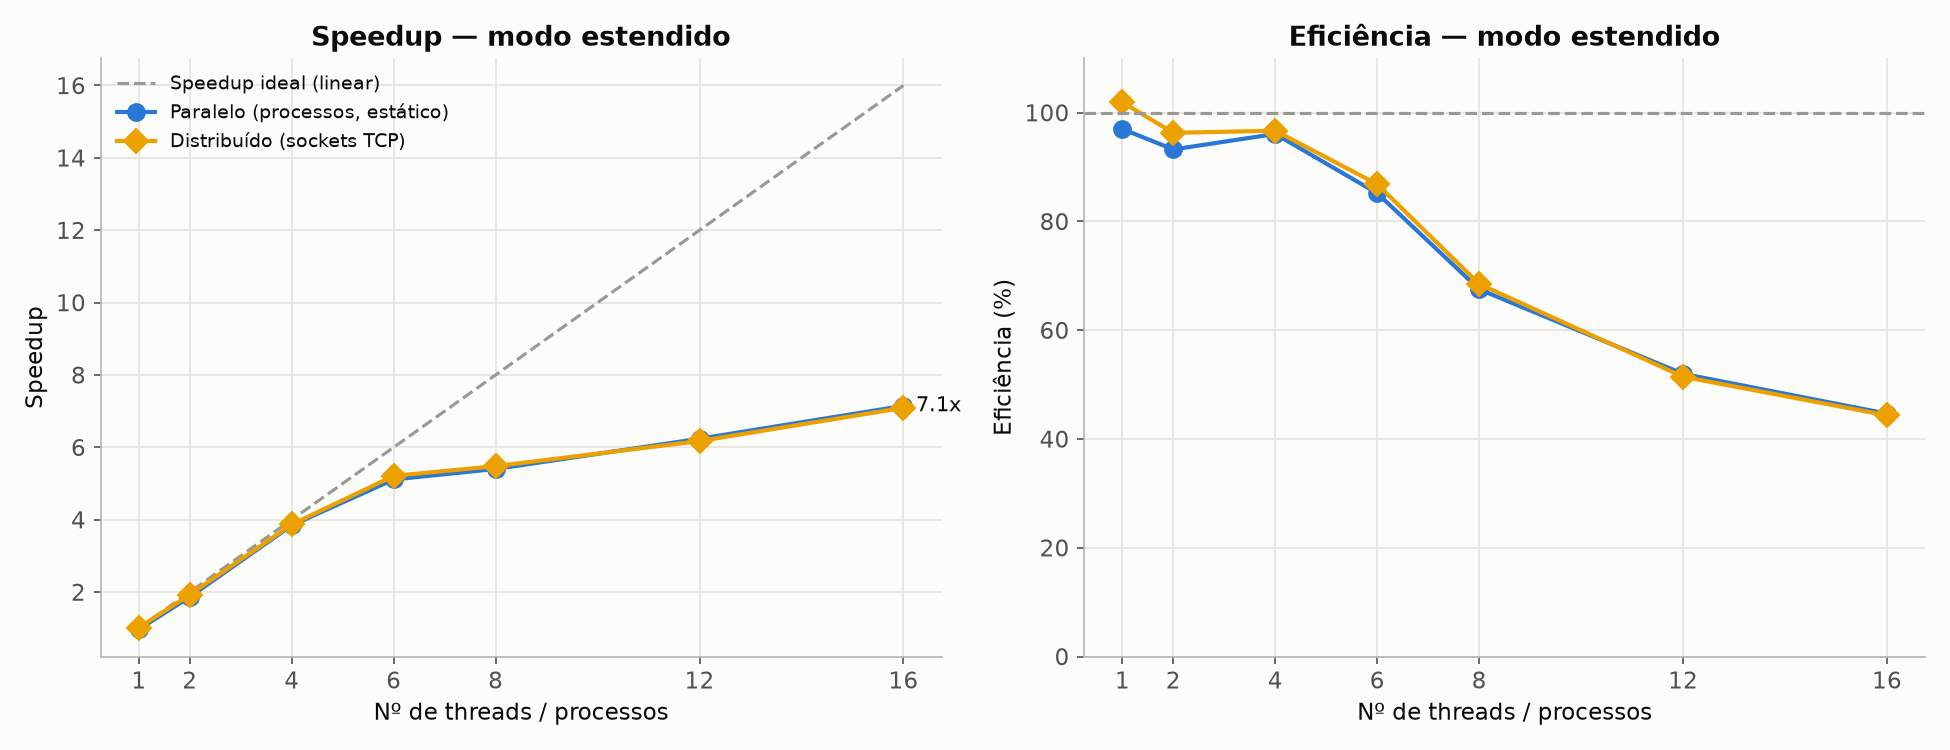 Speedup — modo estendido
Speedup ideal (linear)
Paralelo (processos, estático)
Distribuído (sockets TCP)
16
14
12
10
8
6
4
2
Speedup
7.1x
1 2 4 6 8 12 16
Nº de threads / processos
Eficiência — modo estendido
100
80
60
40
20
0
Eficiência (%)
1 2 4 6 8 12 16
Nº de threads / processos